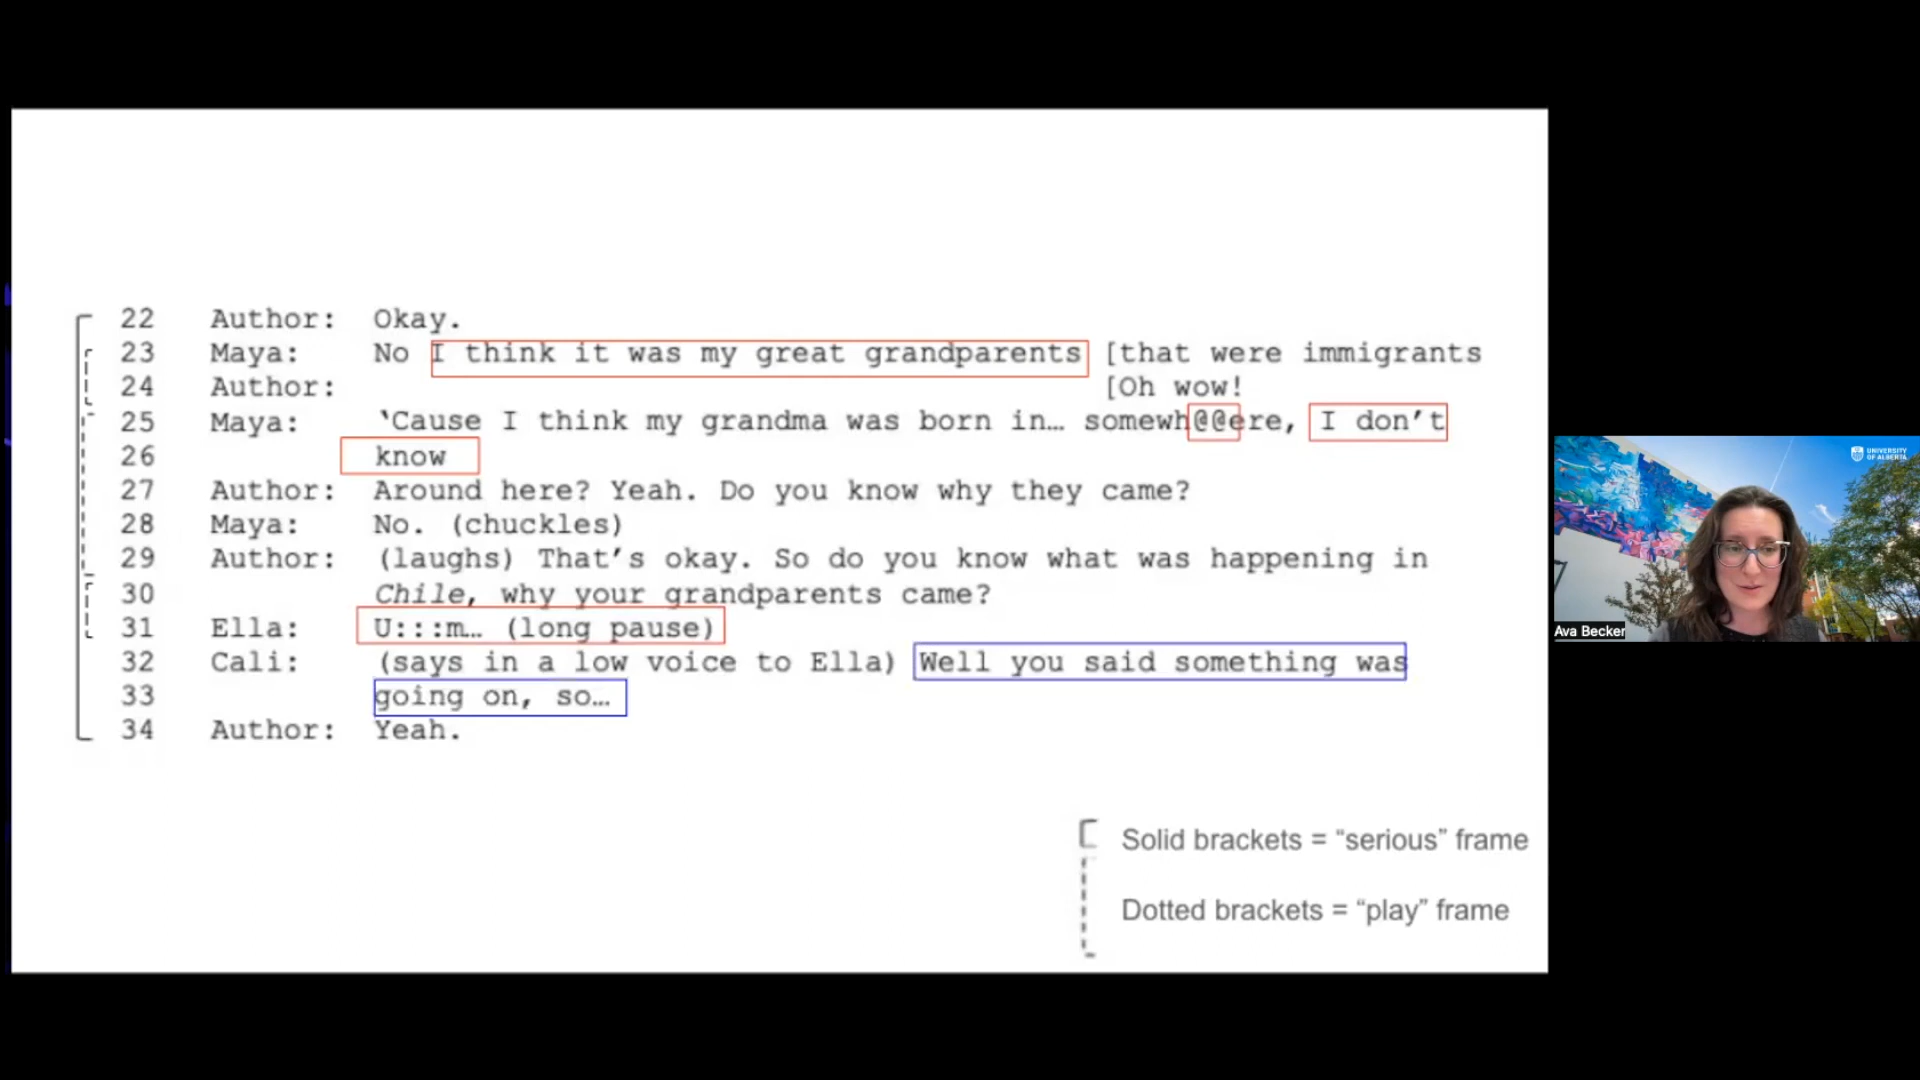 22 Author: Okay.
23 Maya: No I think it was my great grandparents [that were immigrants
24 Author: [Oh wow!
25 Maya: ‘Cause I think my grandma was born in… somewh@@ere, I don’t
26 know
27 Author: Around here? Yeah. Do you know why they came?
28 Maya: No. (chuckles)
29 Author: (laughs) That’s okay. So do you know what was happening in
30 Chile, why your grandparents came?
31 Ella: U:::m… (long pause)
32 Cali: (says in a low voice to Ella) Well you said something was
33 going on, so…
34 Author: Yeah.
Solid brackets = “serious” frame
Dotted brackets = “play” frame
UNIVERSITY
OF ALBERTA
Ava Becker